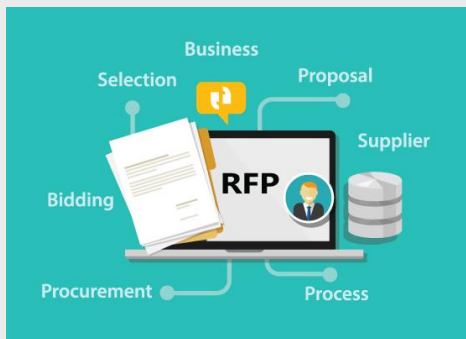 Business
Selection
Proposal
Supplier
RFP
Bidding
Procurement
Process